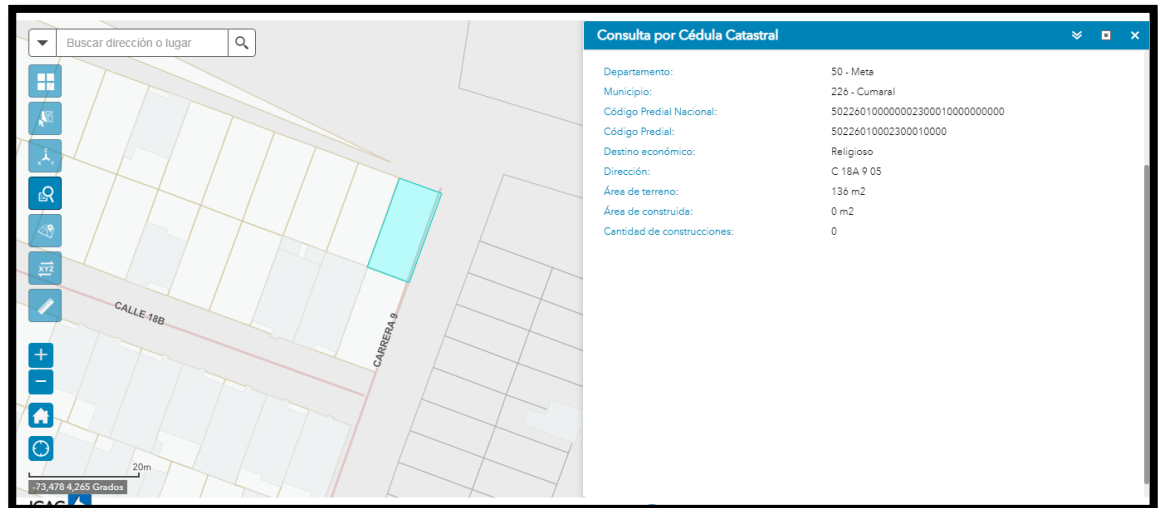 Buscar dirección o lugar
Consulta por Cédula Catastral
Departamento: 50 - Meta
Municipio: 226 - Cumaral
Código Predial Nacional: 502260100000002300010000000000
Código Predial: 50226010002300010000
Destino económico: Religioso
Dirección: C 18A 9 05
Área de terreno: 136 m2
Área de construida: 0 m2
Cantidad de construcciones: 0
XYZ
CALLE 18B
CARRERA 9
20m
-73,478 4,265 Grados
IGAC